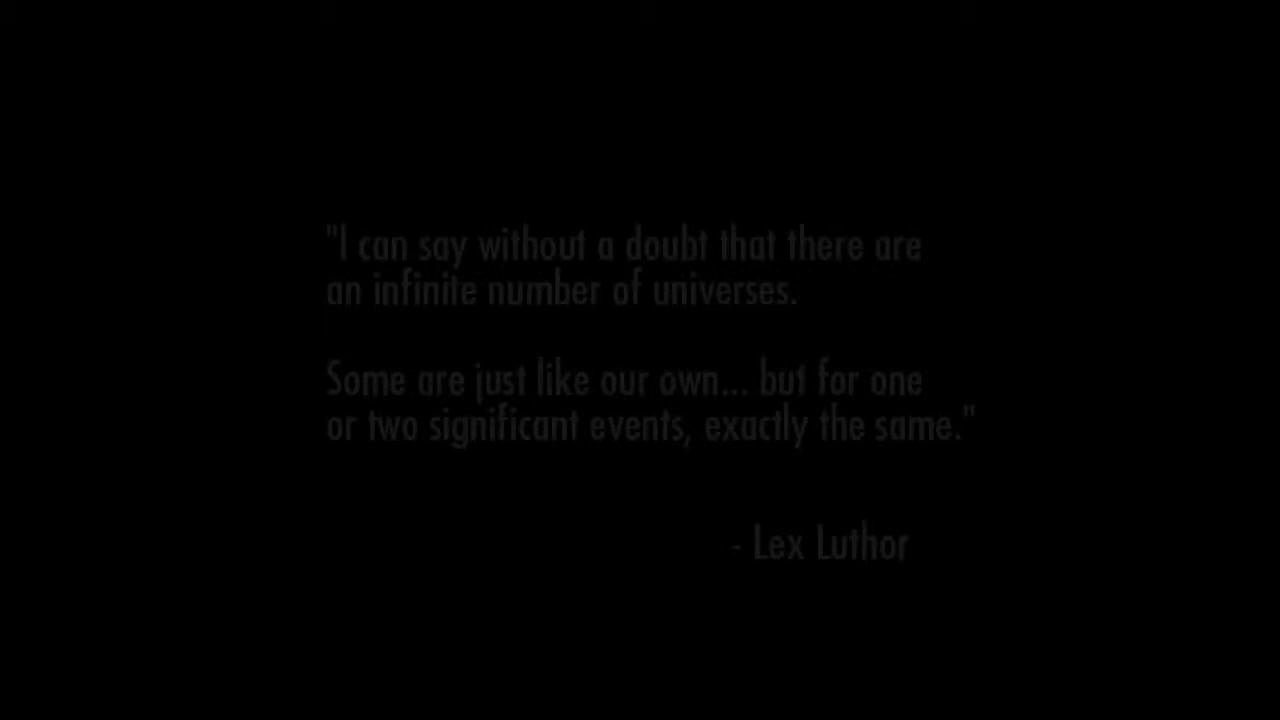 "I can say without a doubt that there are
an infinite number of universes.
Some are just like our own... but for one
or two significant events, exactly the same."
- Lex Luthor